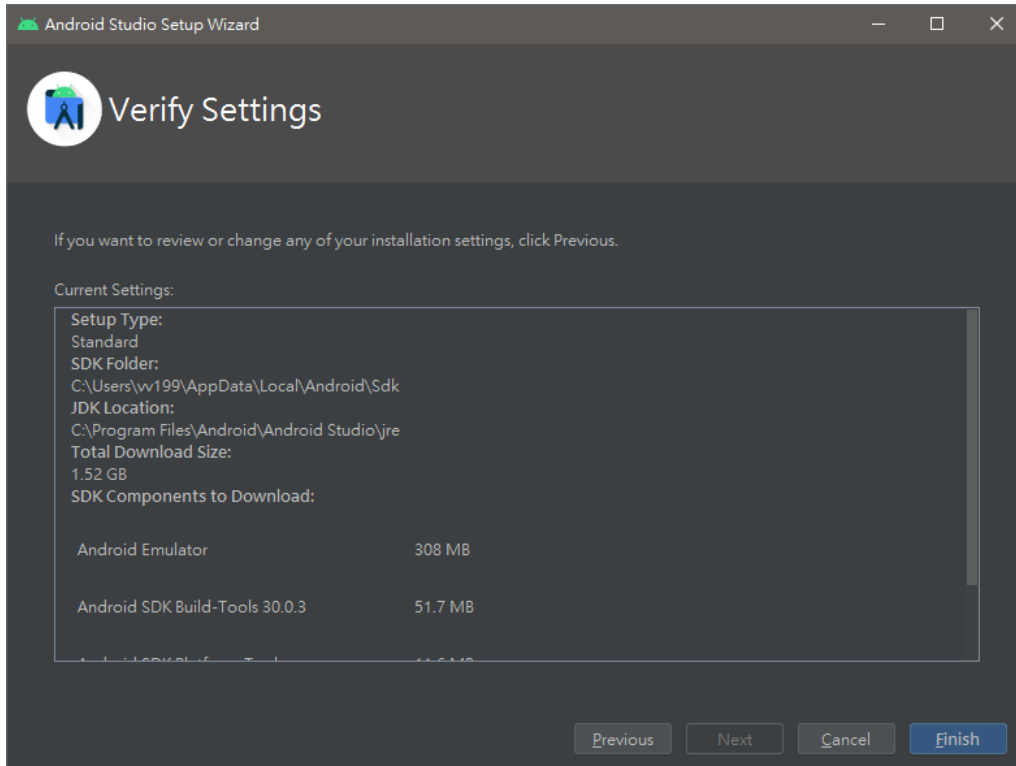 Android Studio Setup Wizard
Verify Settings
If you want to review or change any of your installation settings, click Previous.
Current Settings:
Setup Type:
Standard
SDK Folder:
C:\Users\vv199\AppData\Local\Android\Sdk
JDK Location:
C:\Program Files\Android\Android Studio\jre
Total Download Size:
1.52 GB
SDK Components to Download:
Android Emulator 308 MB
Android SDK Build-Tools 30.0.3 51.7 MB
Previous Next Cancel Finish